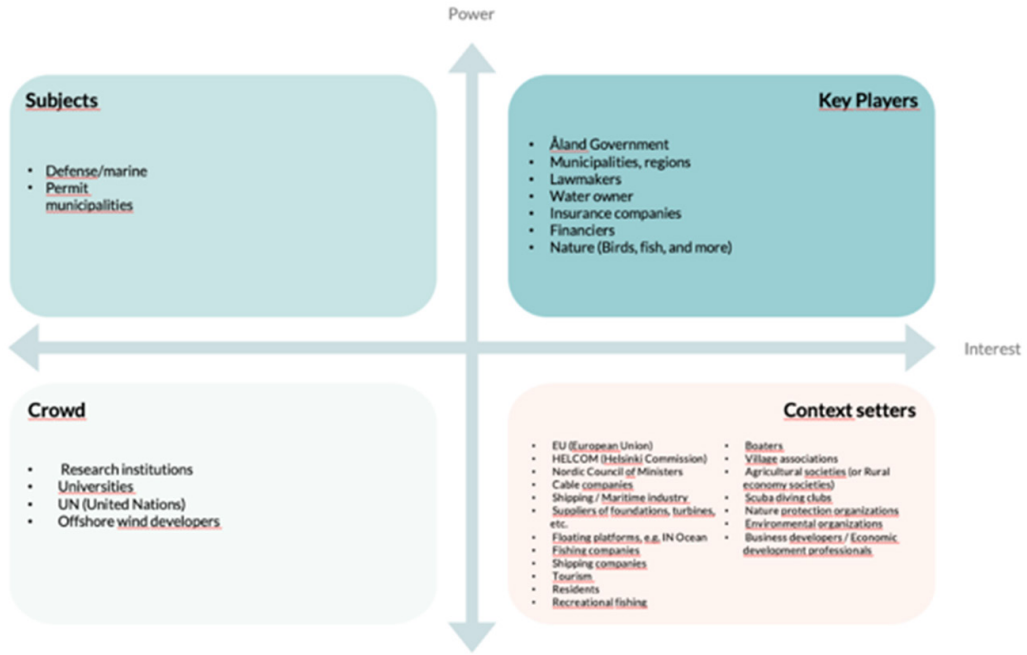 Power
Subjects
• Defense/marine
• Permit
municipalities
Key Players
• Åland Government
• Municipalities, regions
• Lawmakers
• Water owner
• Insurance companies
• Financiers
• Nature (Birds, fish, and more)
Interest
Crowd
• Research institutions
• Universities
• UN (United Nations)
• Offshore wind developers
Context setters
• EU (European Union)
• HELCOM (Helsinki Commission)
• Nordic Council of Ministers
• Cable companies
• Shipping / Maritime industry
• Suppliers of foundations, turbines,
etc.
• Floating platforms, e.g. IN Ocean
• Fishing companies
• Shipping companies
• Tourism
• Residents
• Recreational fishing
• Boaters
• Village associations
• Agricultural societies (or Rural
economy societies)
• Scuba diving clubs
• Nature protection organizations
• Environmental organizations
• Business developers / Economic
development professionals